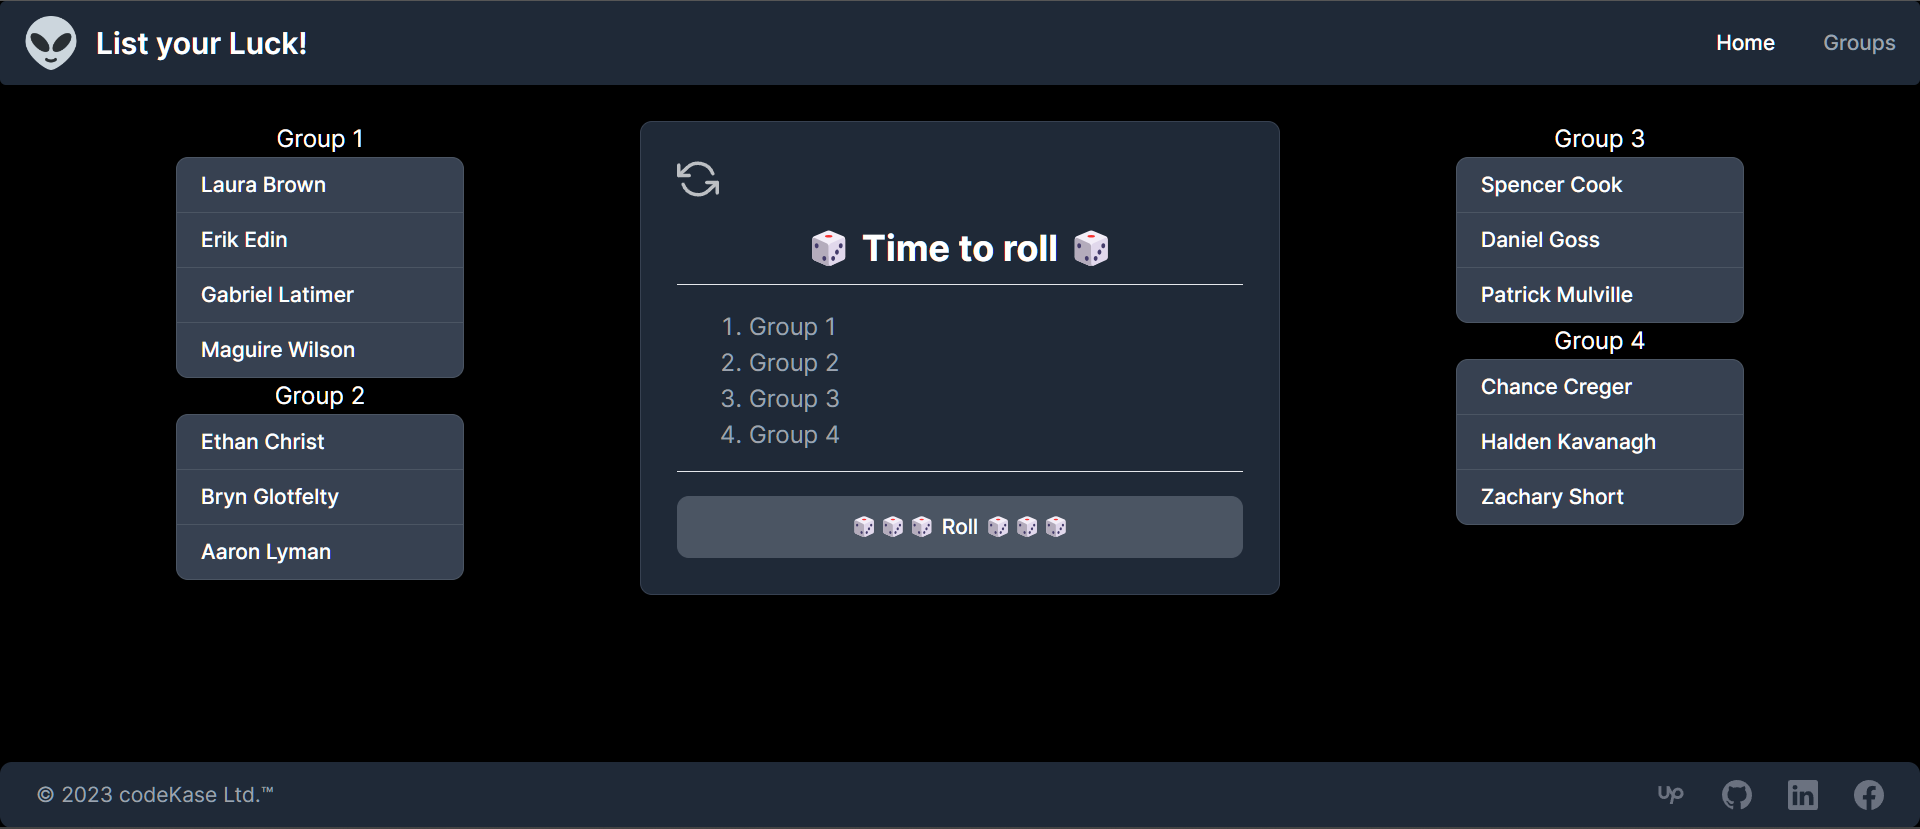 List your Luck!
Home
Groups
Group 1
Laura Brown
Erik Edin
Gabriel Latimer
Maguire Wilson
Group 2
Ethan Christ
Bryn Glotfelty
Aaron Lyman
Time to roll
1. Group 1
2. Group 2
3. Group 3
4. Group 4
Roll
Group 3
Spencer Cook
Daniel Goss
Patrick Mulville
Group 4
Chance Creger
Halden Kavanagh
Zachary Short
© 2023 codeKase Ltd.™
Up
in